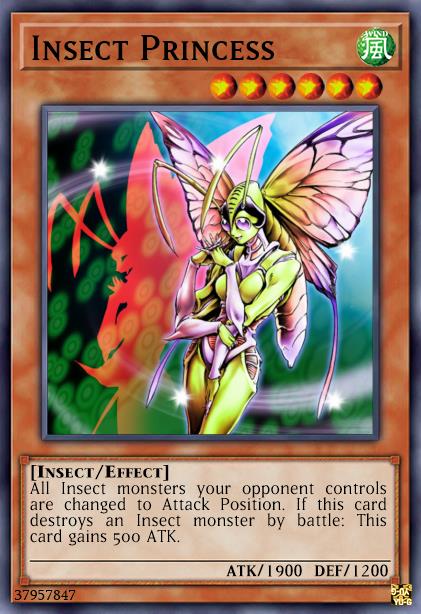 Insect Princess
WIND
風
[Insect/Effect]
All Insect monsters your opponent controls
are changed to Attack Position. If this card
destroys an Insect monster by battle: This
card gains 500 ATK.
ATK/1900 DEF/1200
37957847